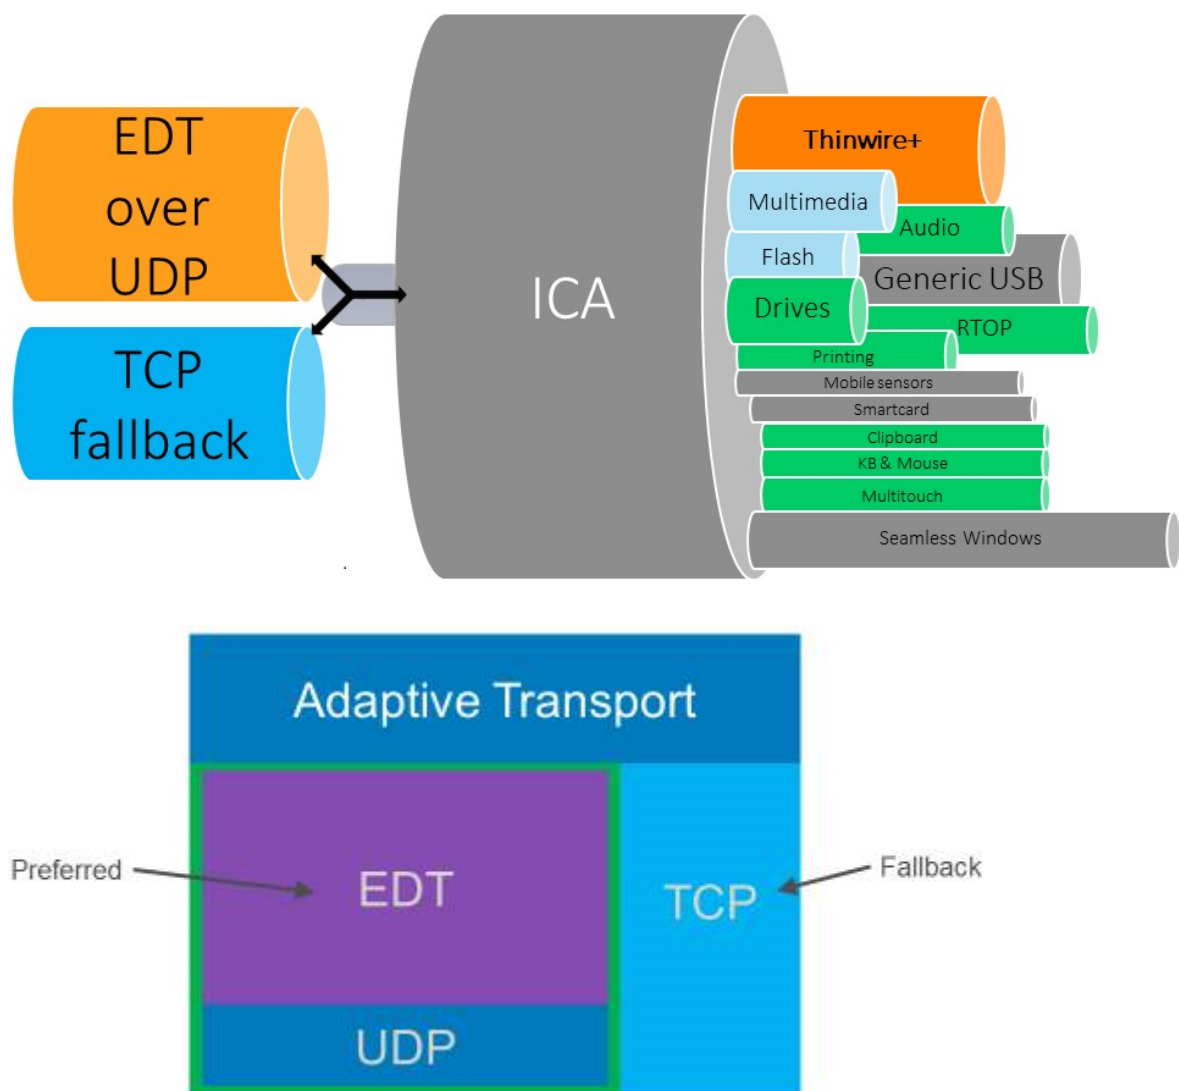 EDT
over
UDP
TCP
fallback
ICA
Thinwire+
Multimedia
Audio
Flash
Generic USB
Drives
RTOP
Printing
Mobile sensors
Smartcard
Clipboard
KB & Mouse
Multitouch
Seamless Windows
Adaptive Transport
Preferred
EDT
TCP
Fallback
UDP